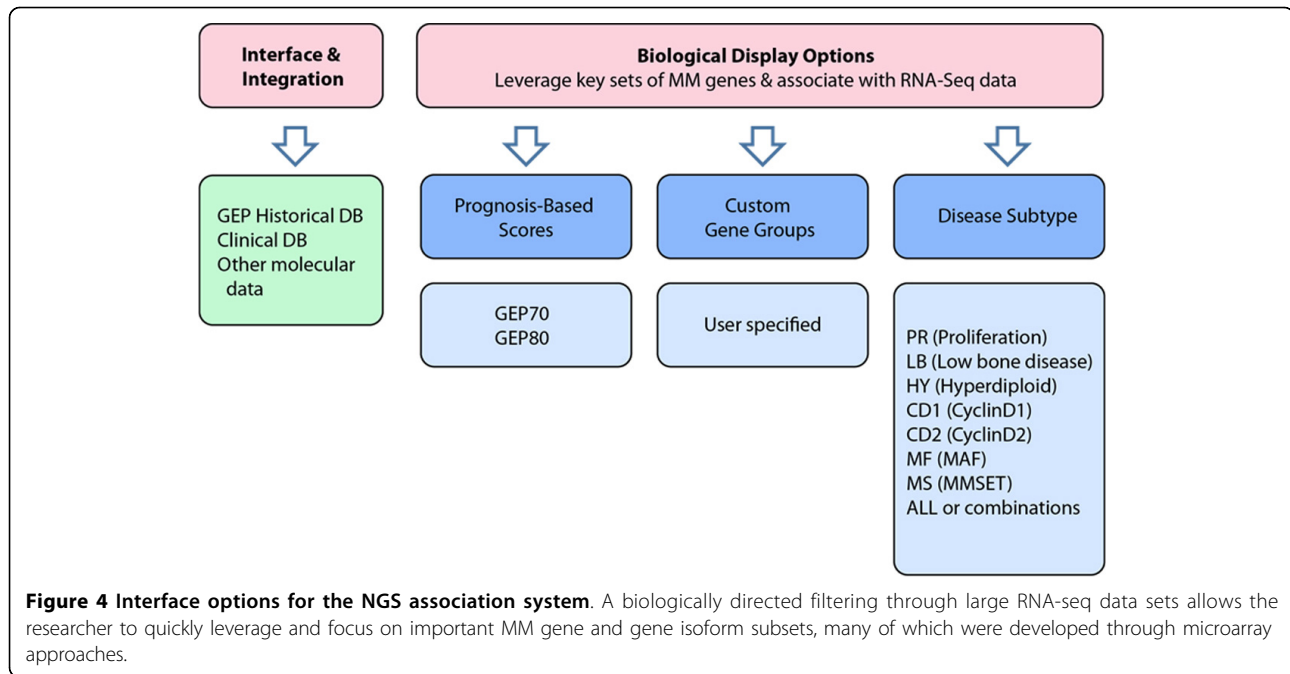 Interface &
Integration
Biological Display Options
Leverage key sets of MM genes & associate with RNA-Seq data
GEP Historical DB
Clinical DB
Other molecular
data
Prognosis-Based
Scores
GEP70
GEP80
Custom
Gene Groups
User specified
Disease Subtype
PR (Proliferation)
LB (Low bone disease)
HY (Hyperdiploid)
CD1 (CyclinD1)
CD2 (CyclinD2)
MF (MAF)
MS (MMSET)
ALL or combinations
Figure 4 Interface options for the NGS association system. A biologically directed filtering through large RNA-seq data sets allows the
researcher to quickly leverage and focus on important MM gene and gene isoform subsets, many of which were developed through microarray
approaches.